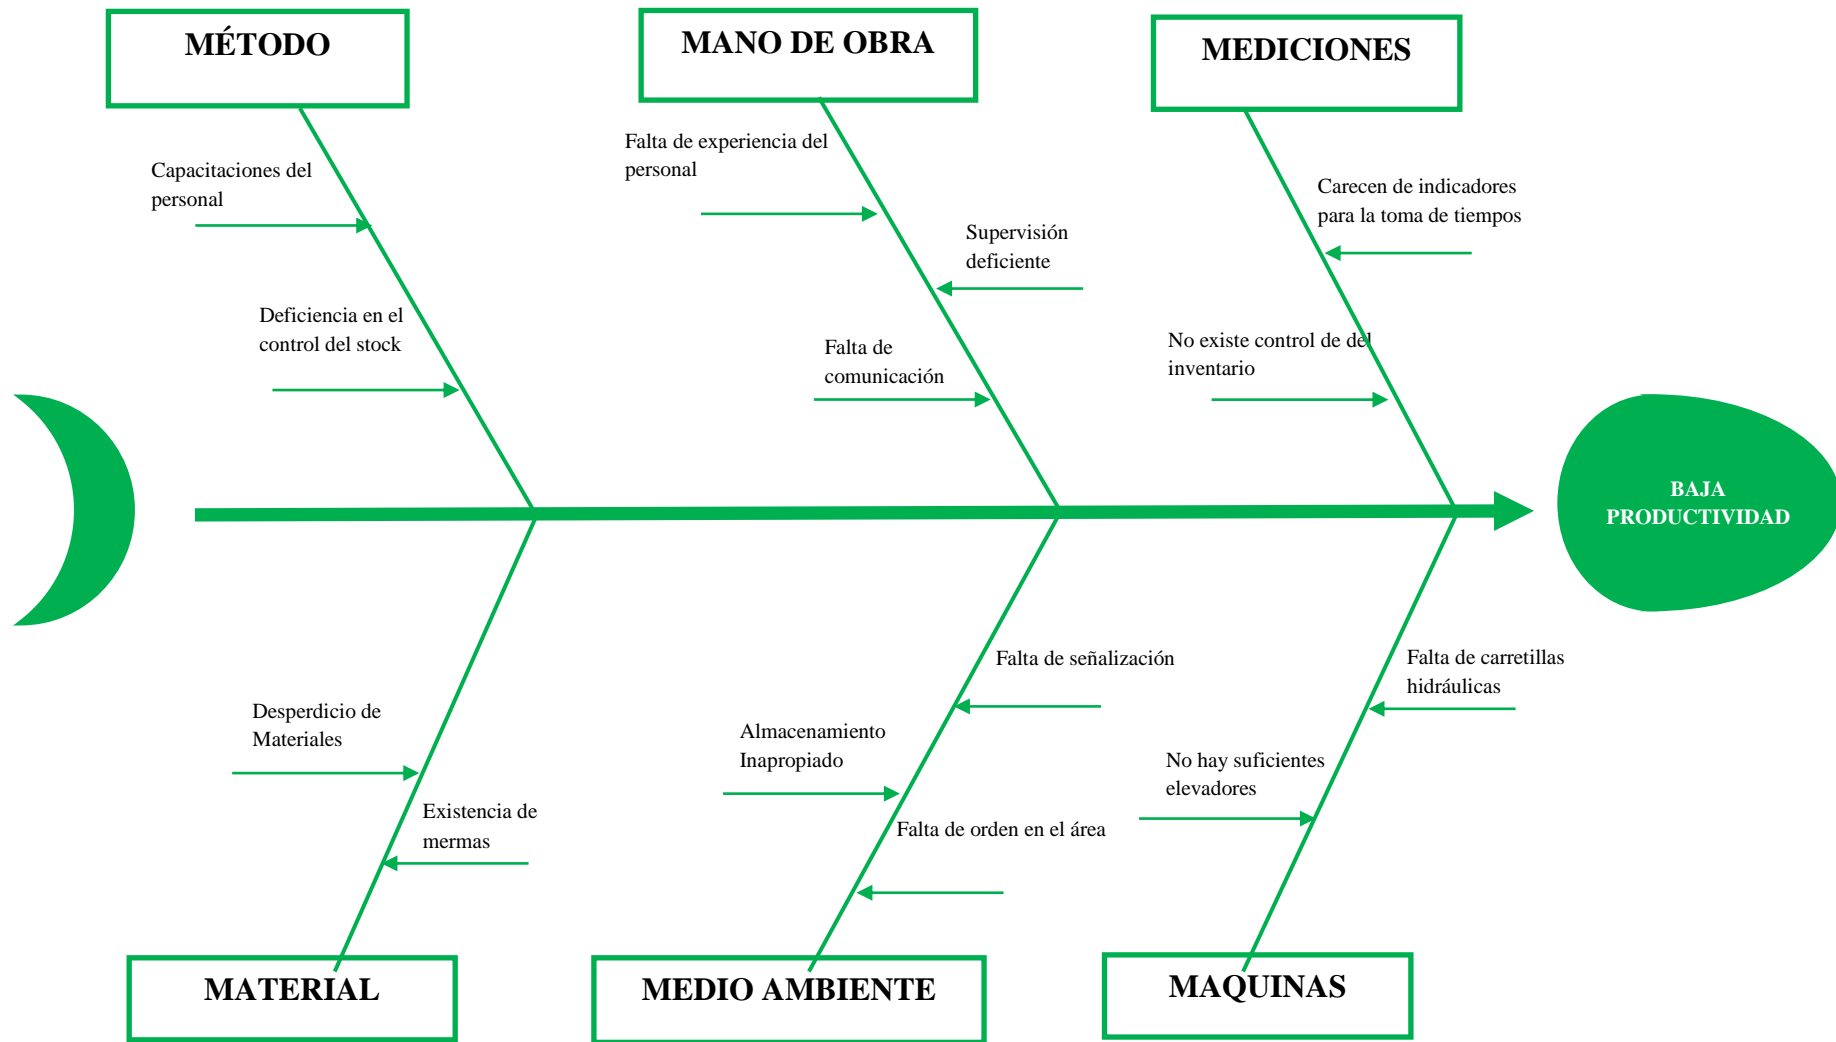 MÉTODO
MANO DE OBRA
MEDICIONES
Capacitaciones del
personal
Deficiencia en el
control del stock
Falta de experiencia del
personal
Supervisión
deficiente
Falta de
comunicación
Carecen de indicadores
para la toma de tiempos
No existe control de del
inventario
BAJA
PRODUCTIVIDAD
Desperdicio de
Materiales
Existencia de
mermas
Falta de señalización
Almacenamiento
Inapropiado
Falta de orden en el área
Falta de carretillas
hidráulicas
No hay suficientes
elevadores
MATERIAL
MEDIO AMBIENTE
MAQUINAS